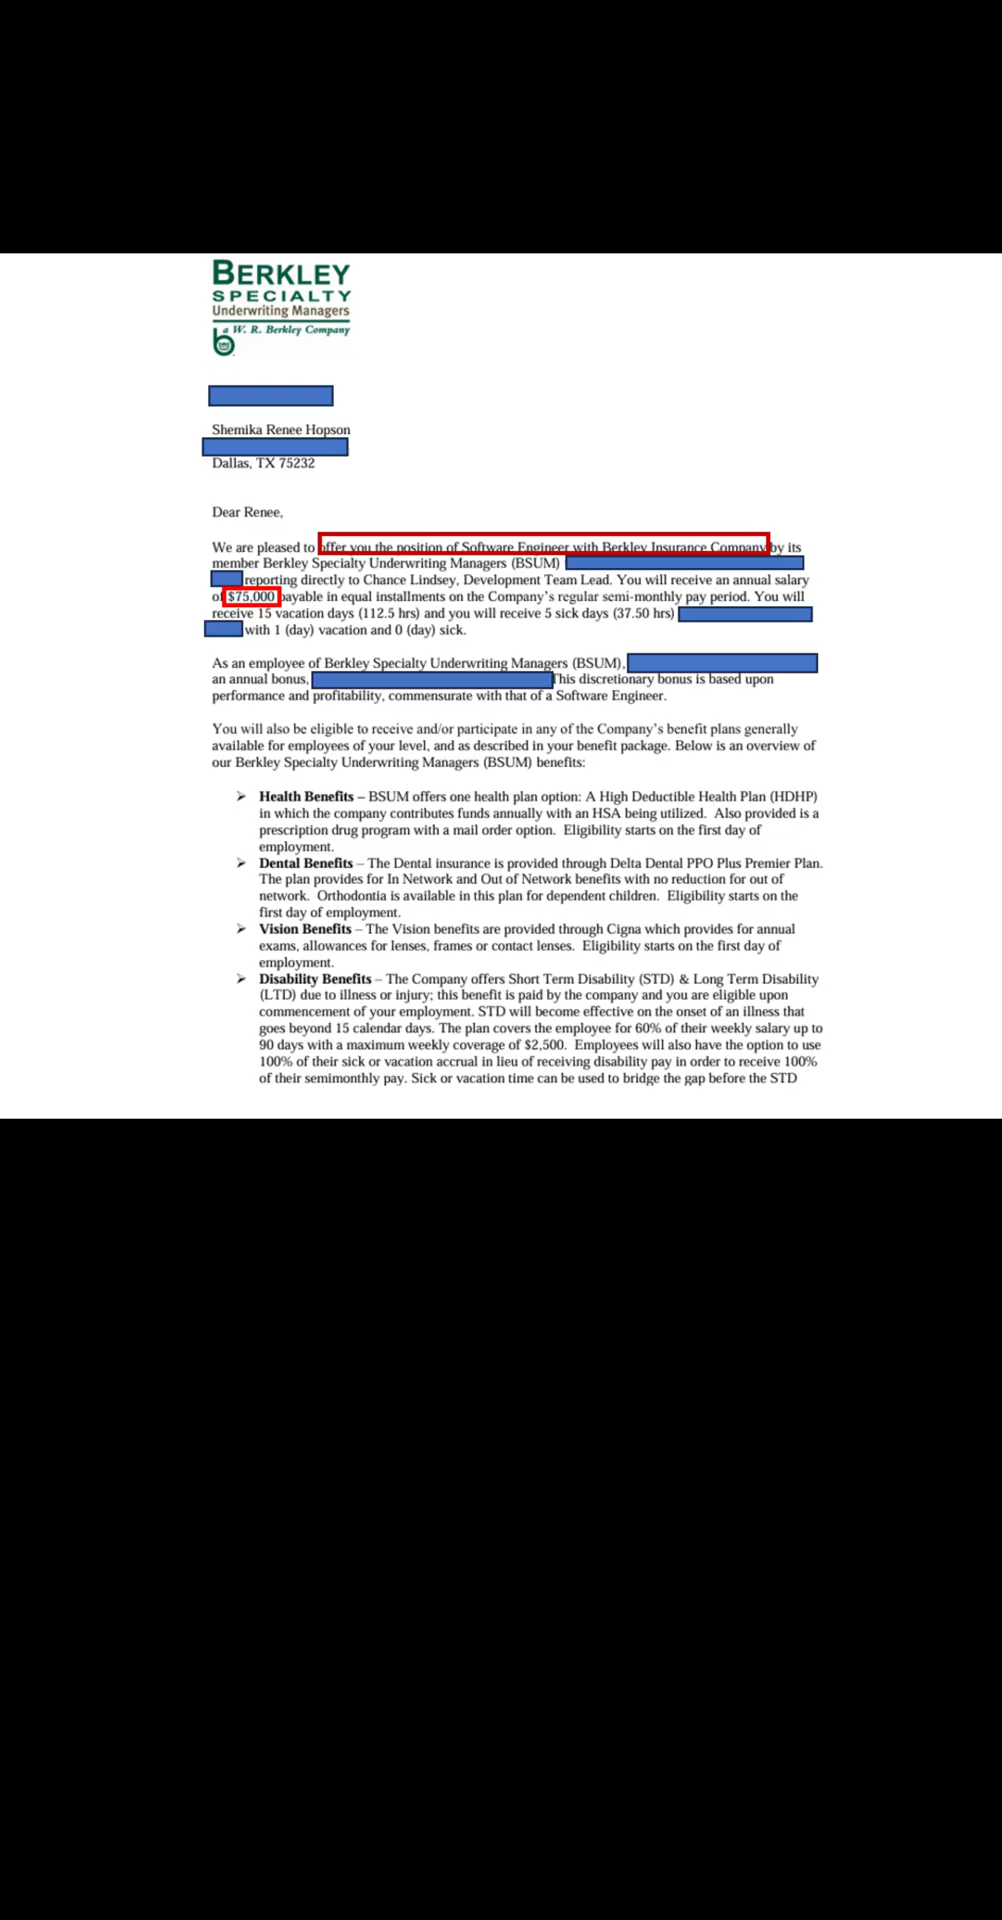 BERKLEY
SPECIALTY
Underwriting Managers
a W. R. Berkley Company
Shemika Renee Hopson
Dallas, TX 75232
Dear Renee,
We are pleased to offer you the position of Software Engineer with Berkley Insurance Company by its
member Berkley Specialty Underwriting Managers (BSUM)
reporting directly to Chance Lindsey, Development Team Lead. You will receive an annual salary
of $75,000 payable in equal installments on the Company's regular semi-monthly pay period. You will
receive 15 vacation days (112.5 hrs) and you will receive 5 sick days (37.50 hrs)
with 1 (day) vacation and 0 (day) sick.
As an employee of Berkley Specialty Underwriting Managers (BSUM),
an annual bonus, This discretionary bonus is based upon
performance and profitability, commensurate with that of a Software Engineer.
You will also be eligible to receive and/or participate in any of the Company's benefit plans generally
available for employees of your level, and as described in your benefit package. Below is an overview of
our Berkley Specialty Underwriting Managers (BSUM) benefits:
➢ Health Benefits – BSUM offers one health plan option: A High Deductible Health Plan (HDHP)
in which the company contributes funds annually with an HSA being utilized. Also provided is a
prescription drug program with a mail order option. Eligibility starts on the first day of
employment.
➢ Dental Benefits – The Dental insurance is provided through Delta Dental PPO Plus Premier Plan.
The plan provides for In Network and Out of Network benefits with no reduction for out of
network. Orthodontia is available in this plan for dependent children. Eligibility starts on the
first day of employment.
➢ Vision Benefits – The Vision benefits are provided through Cigna which provides for annual
exams, allowances for lenses, frames or contact lenses. Eligibility starts on the first day of
employment.
➢ Disability Benefits – The Company offers Short Term Disability (STD) & Long Term Disability
(LTD) due to illness or injury; this benefit is paid by the company and you are eligible upon
commencement of your employment. STD will become effective on the onset of an illness that
goes beyond 15 calendar days. The plan covers the employee for 60% of their weekly salary up to
90 days with a maximum weekly coverage of $2,500. Employees will also have the option to use
100% of their sick or vacation accrual in lieu of receiving disability pay in order to receive 100%
of their semimonthly pay. Sick or vacation time can be used to bridge the gap before the STD